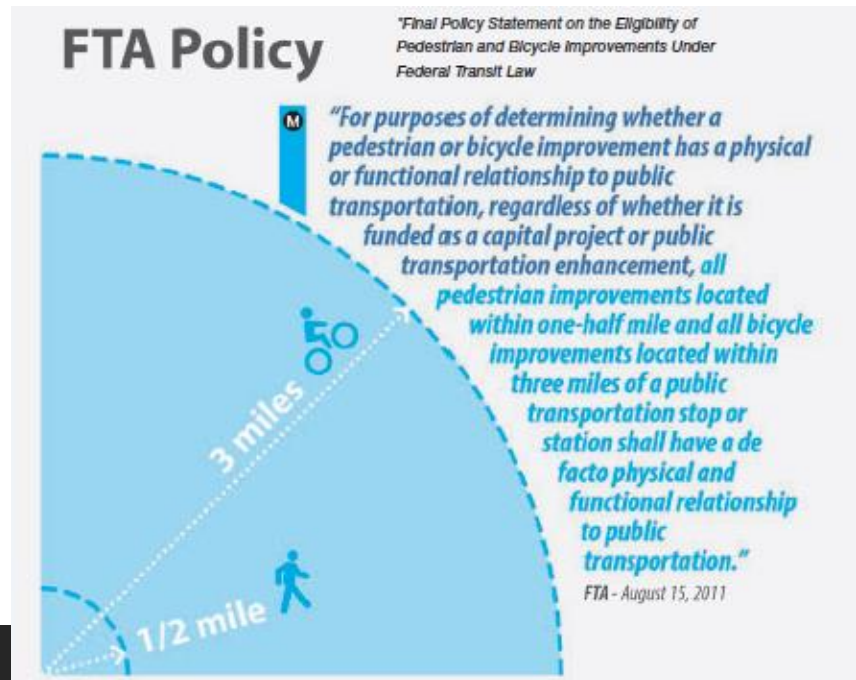 FTA Policy
"Final Policy Statement on the Eligibility of
Pedestrian and Bicycle Improvements Under
Federal Transit Law
M
"For purposes of determining whether a
pedestrian or bicycle improvement has a physical
or functional relationship to public
transportation, regardless of whether it is
funded as a capital project or public
transportation enhancement, all
pedestrian improvements located
within one-half mile and all bicycle
improvements located within
three miles of a public
transportation stop or
station shall have a de
facto physical and
functional relationship
to public
transportation."
FTA - August 15, 2011
3 miles
1/2 mile